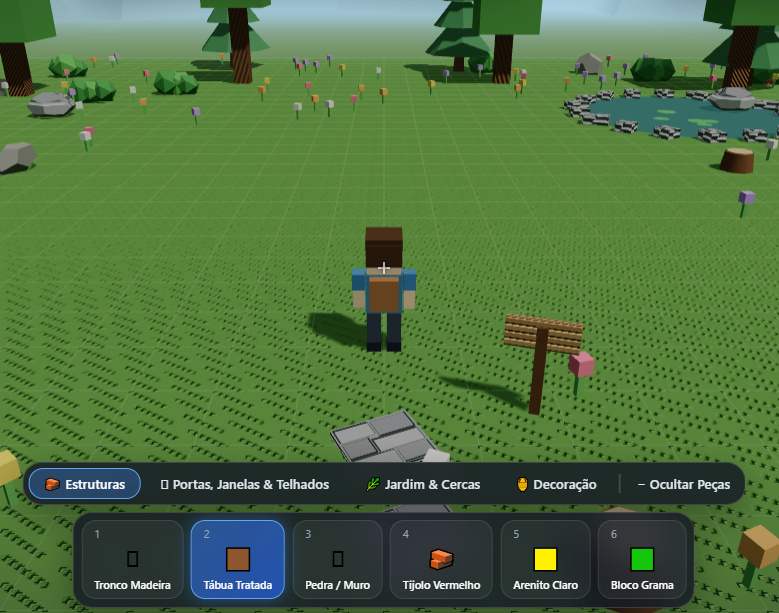 Estruturas Portas, Janelas & Telhados Jardim & Cercas Decoração − Ocultar Peças
1 2 3 4 5 6
Tronco Madeira Tábua Tratada Pedra / Muro Tijolo Vermelho Arenito Claro Bloco Grama